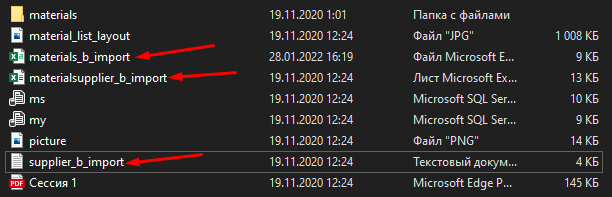 materials 19.11.2020 1:01 Папка с файлами
material_list_layout 19.11.2020 12:24 Файл "JPG" 1 008 КБ
materials_b_import 28.01.2022 16:19 Файл Microsoft E... 9 КБ
materialsupplier_b_import 19.11.2020 12:24 Лист Microsoft Ex... 13 КБ
ms 19.11.2020 12:24 Microsoft SQL Ser... 10 КБ
my 19.11.2020 12:24 Microsoft SQL Ser... 9 КБ
picture 19.11.2020 12:24 Файл "PNG" 4 КБ
supplier_b_import 19.11.2020 12:24 Текстовый докум... 4 КБ
PDF Сессия 1 19.11.2020 12:24 Microsoft Edge P... 145 КБ